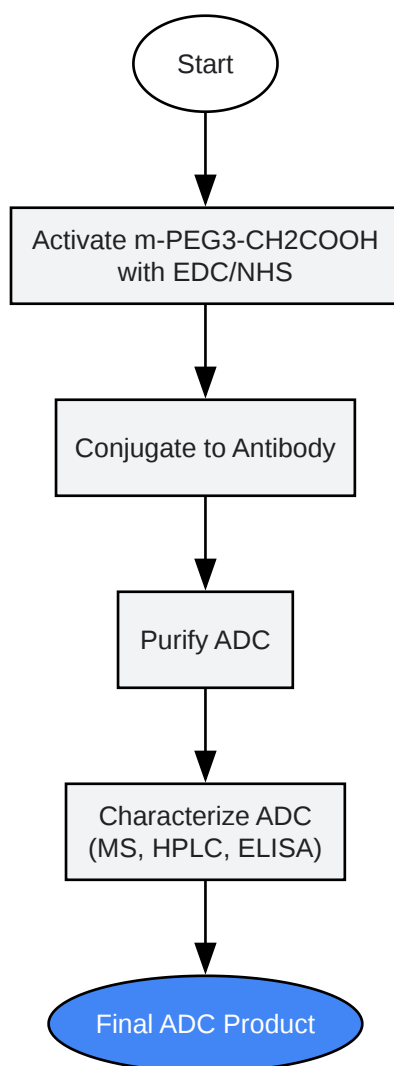 Start
Activate m-PEG3-CH2COOH
with EDC/NHS
Conjugate to Antibody
Purify ADC
Characterize ADC
(MS, HPLC, ELISA)
Final ADC Product